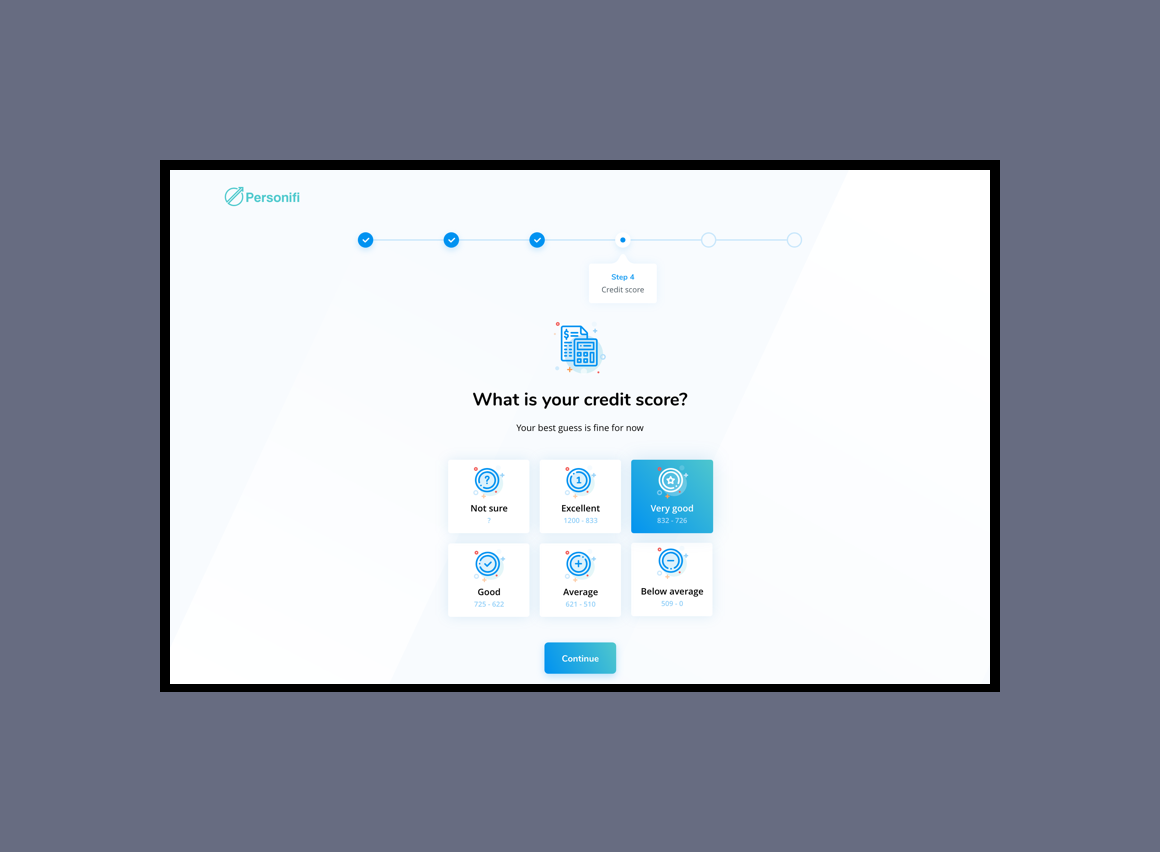 Personifi
Step 4
Credit score
$
What is your credit score?
Your best guess is fine for now
?
1
Not sure
Excellent
Very good
?
1200 - 833
832 - 726
Good
Average
Below average
725 - 622
621 - 510
509 - 0
Continue